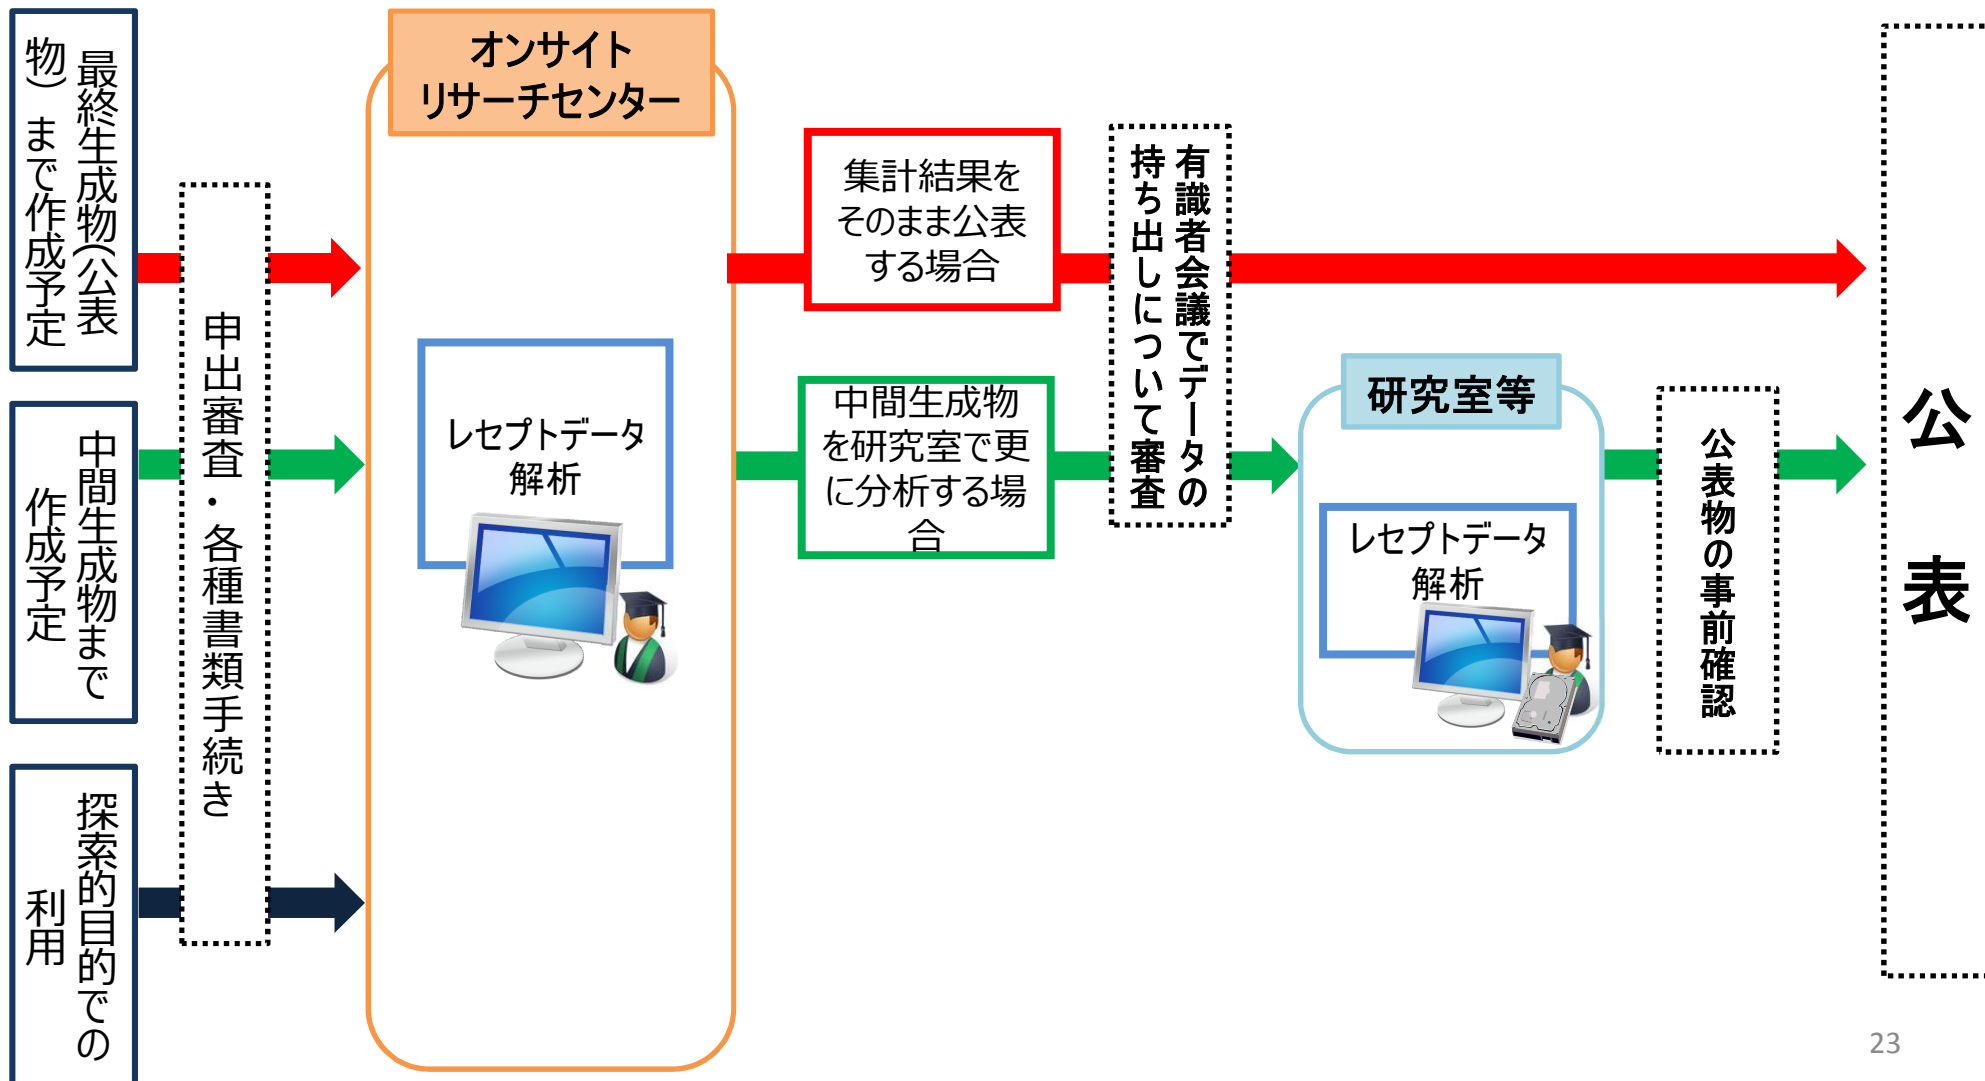 最終生成物(公表
物）まで作成予定
中間生成物まで
作成予定
探索的目的での
利用
申出審査・各種書類手続き
オンサイト
リサーチセンター
レセプトデータ
解析
集計結果を
そのまま公表
する場合
中間生成物
を研究室で更
に分析する場
合
有識者会議でデータの
持ち出しについて審査
研究室等
レセプトデータ
解析
公表物の事前確認
公表
23